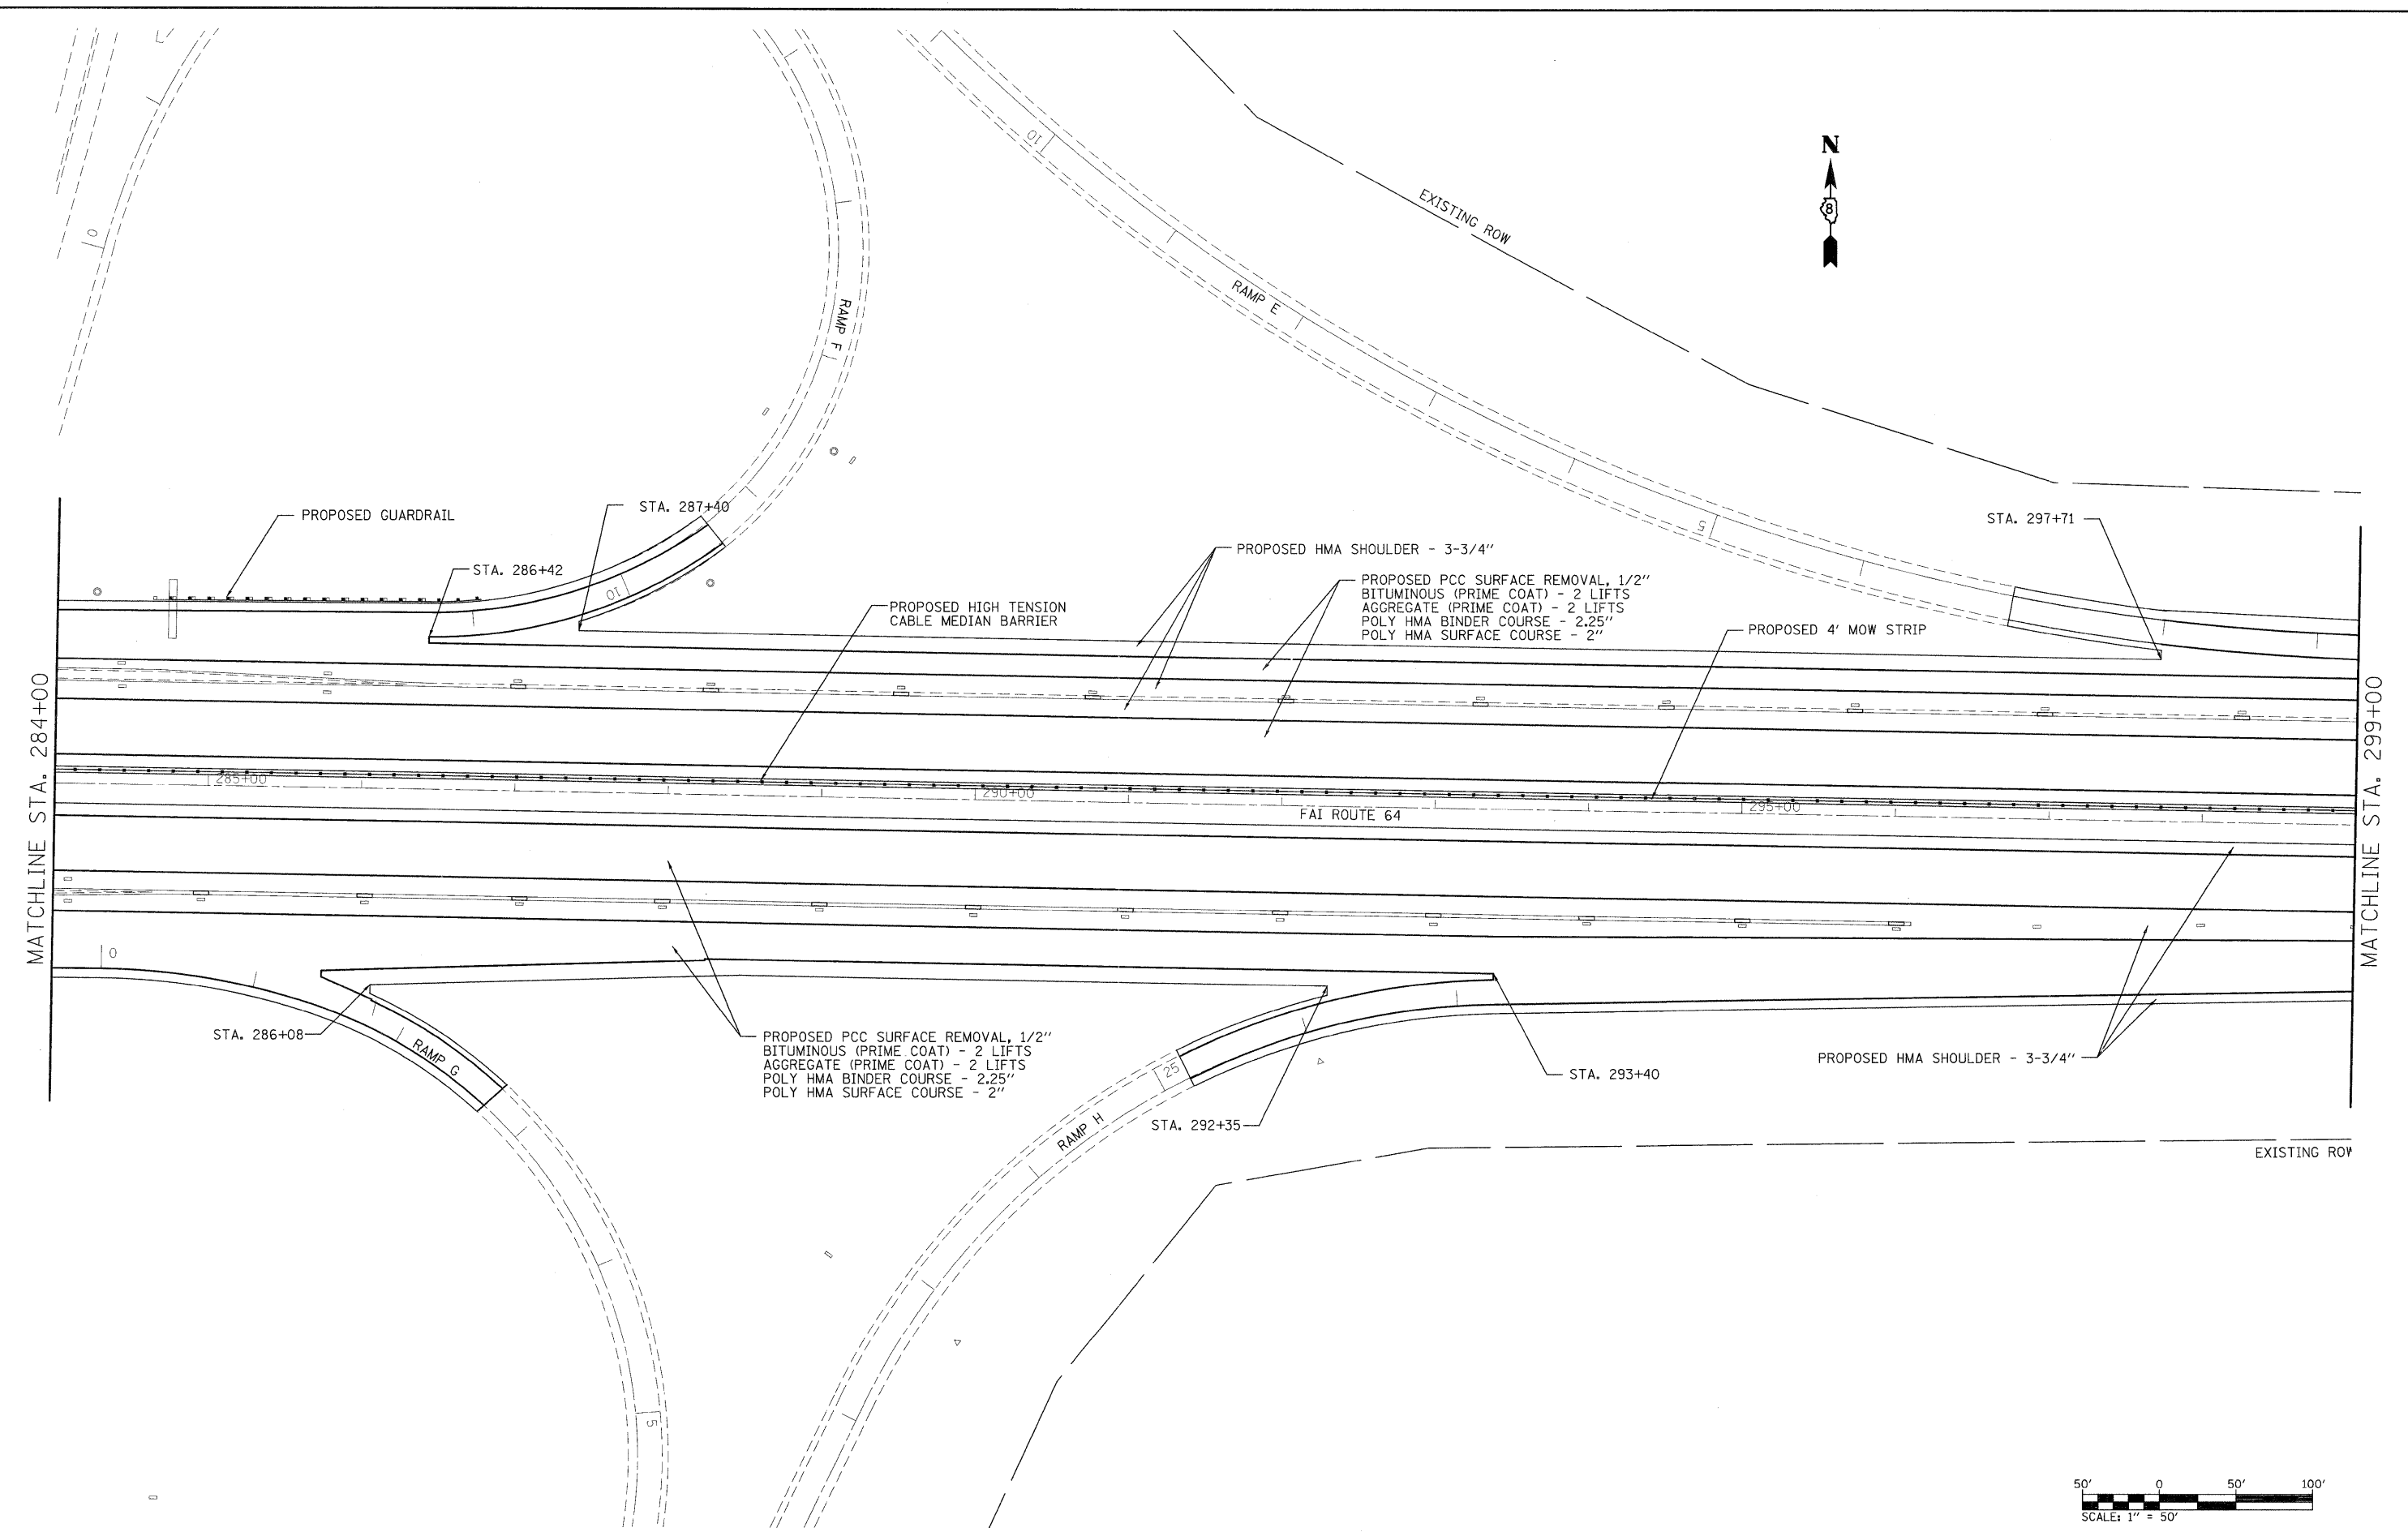 N
8
10
EXISTING ROW
0
RAMP F
RAMP E
5
STA. 287+40
PROPOSED GUARDRAIL
STA. 297+71
PROPOSED HMA SHOULDER - 3-3/4"
STA. 286+42
10
PROPOSED PCC SURFACE REMOVAL, 1/2"
BITUMINOUS (PRIME COAT) - 2 LIFTS
AGGREGATE (PRIME COAT) - 2 LIFTS
POLY HMA BINDER COURSE - 2.25"
POLY HMA SURFACE COURSE - 2"
PROPOSED HIGH TENSION
CABLE MEDIAN BARRIER
PROPOSED 4' MOW STRIP
MATCHLINE STA. 284+00
MATCHLINE STA. 299+00
285+00
290+00
295+00
FAI ROUTE 64
0
STA. 286+08
RAMP G
PROPOSED PCC SURFACE REMOVAL, 1/2"
BITUMINOUS (PRIME COAT) - 2 LIFTS
AGGREGATE (PRIME COAT) - 2 LIFTS
POLY HMA BINDER COURSE - 2.25"
POLY HMA SURFACE COURSE - 2"
25
PROPOSED HMA SHOULDER - 3-3/4"
STA. 293+40
RAMP H
STA. 292+35
EXISTING ROW
5
50' 0 50' 100'
SCALE: 1" = 50'